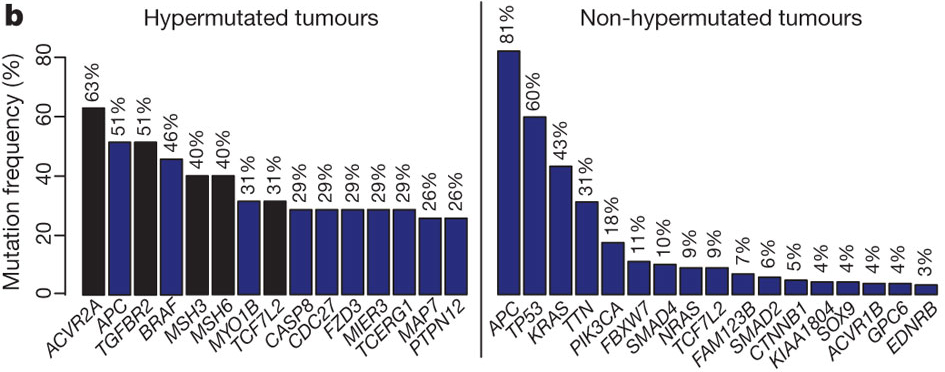 b
Hypermutated tumours
Non-hypermutated tumours
Mutation frequency (%)
80
60
40
20
0
63%
51%
51%
46%
40%
40%
31%
31%
29%
29%
29%
29%
29%
26%
26%
ACVR2A
APC
TGFBR2
BRAF
MSH3
MSH6
MYO1B
TCF7L2
CASP8
CDC27
FZD3
MIER3
TCERG1
MAP7
PTPN12
81%
60%
43%
31%
18%
11%
10%
9%
9%
7%
6%
5%
4%
4%
4%
4%
3%
APC
TP53
KRAS
TTN
PIK3CA
FBXW7
SMAD4
NRAS
TCF7L2
FAM123B
SMAD2
CTNNB1
KIAA1804
SOX9
ACVR1B
GPC6
EDNRB